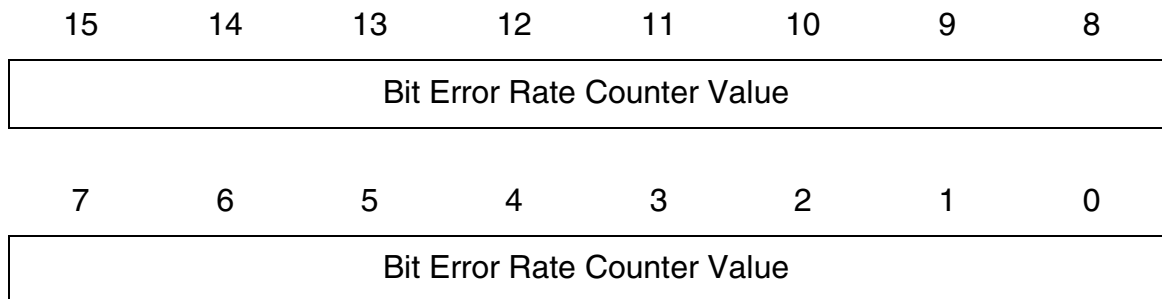 15 14 13 12 11 10 9 8
Bit Error Rate Counter Value
7 6 5 4 3 2 1 0
Bit Error Rate Counter Value